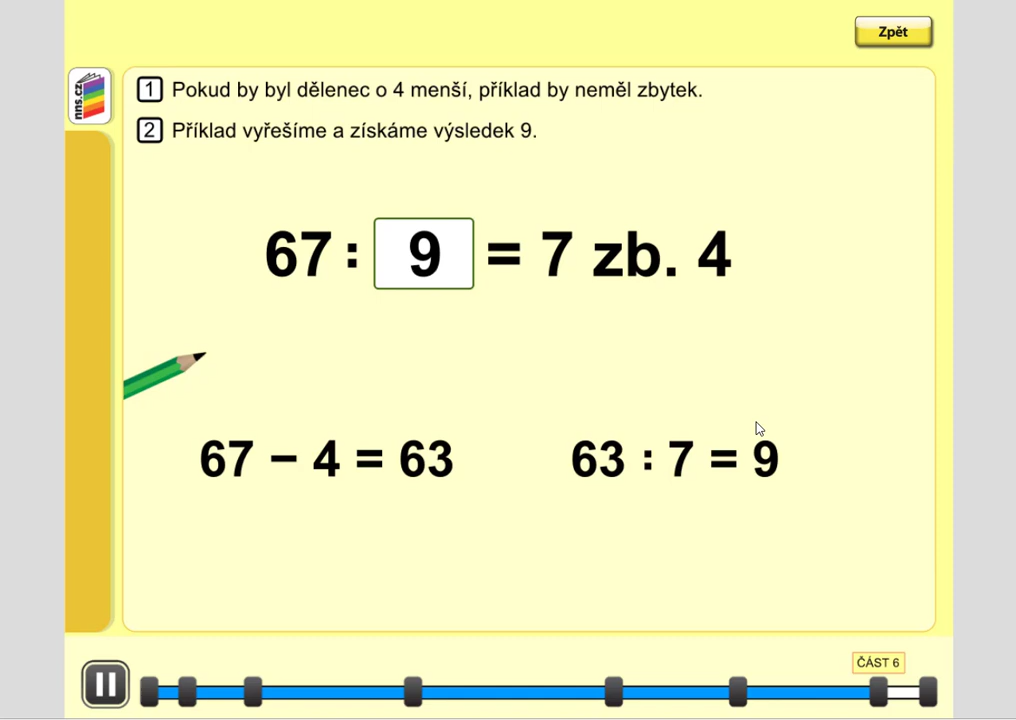 Zpět
nns.cz
1 Pokud by byl dělenec o 4 menší, příklad by neměl zbytek.
2 Příklad vyřešíme a získáme výsledek 9.
67 : 9 = 7 zb. 4
67 − 4 = 63 63 : 7 = 9
ČÁST 6